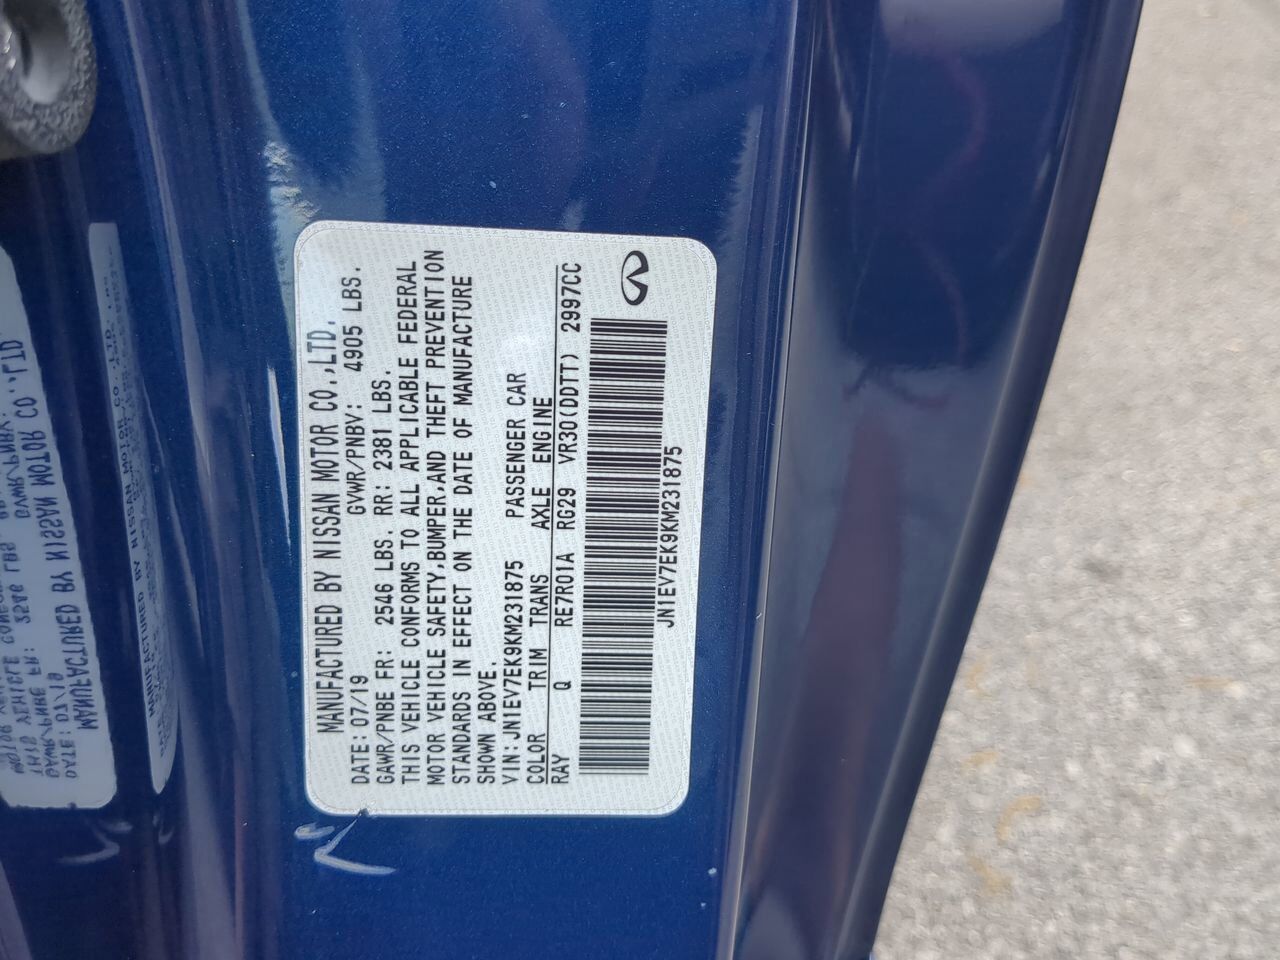 MANUFACTURED BY NISSAN MOTOR CO.,LTD.
DATE: 07/19 GVWR/PNBV: 4905 LBS.
GAWR/PNBE FR: 2546 LBS. RR: 2381 LBS.
THIS VEHICLE CONFORMS TO ALL APPLICABLE FEDERAL
MOTOR VEHICLE SAFETY,BUMPER,AND THEFT PREVENTION
STANDARDS IN EFFECT ON THE DATE OF MANUFACTURE
SHOWN ABOVE.
VIN: JN1EV7EK9KM231875 PASSENGER CAR
COLOR TRIM TRANS AXLE ENGINE
RAY Q RE7R01A RG29 VR30(DDTT) 2997CC
JN1EV7EK9KM231875